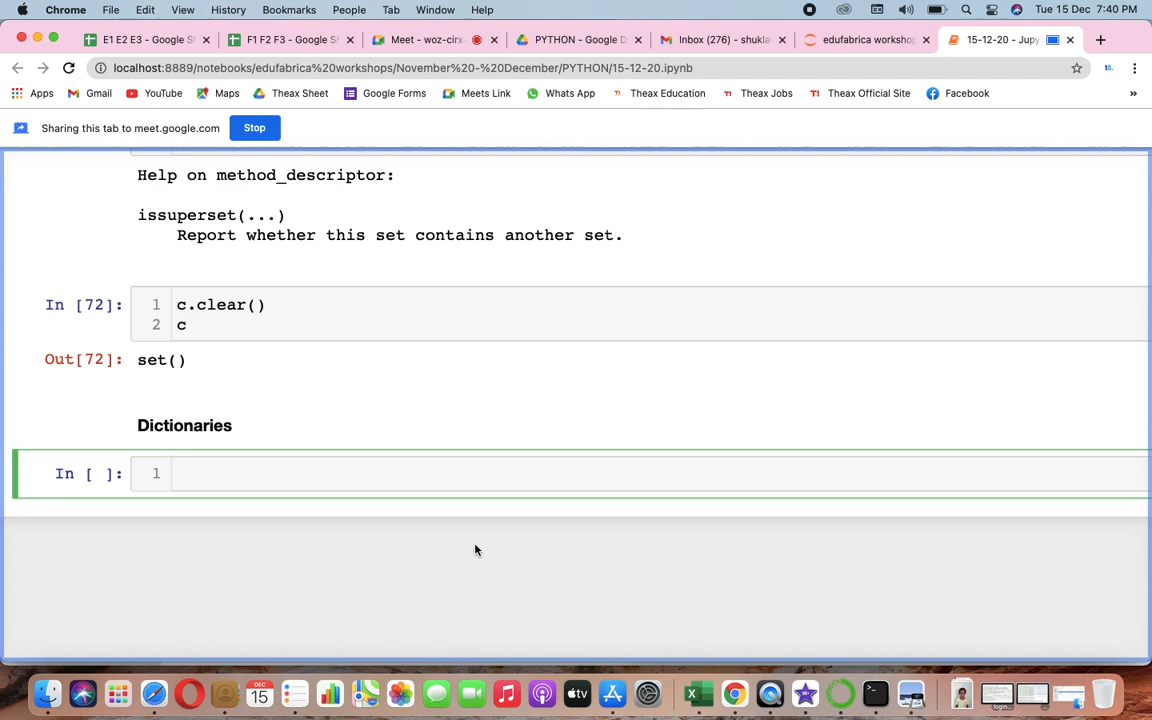 Chrome File Edit View History Bookmarks People Tab Window Help Tue 15 Dec 7:40 PM
E1 E2 E3 - Google S F1 F2 F3 - Google S Meet - woz-cirx- PYTHON - Google D Inbox (276) - shukla edufabrica workshop 15-12-20 - Jupy
localhost:8889/notebooks/edufabrica%20workshops/November%20-%20December/PYTHON/15-12-20.ipynb
Apps Gmail YouTube Maps Theax Sheet Google Forms Meets Link Whats App Theax Education Theax Jobs Theax Official Site Facebook »
Sharing this tab to meet.google.com Stop
Help on method_descriptor:
issuperset(...)
Report whether this set contains another set.
In [72]: 1 c.clear()
2 c
Out[72]: set()
Dictionaries
In [ ]: 1
DEC
15